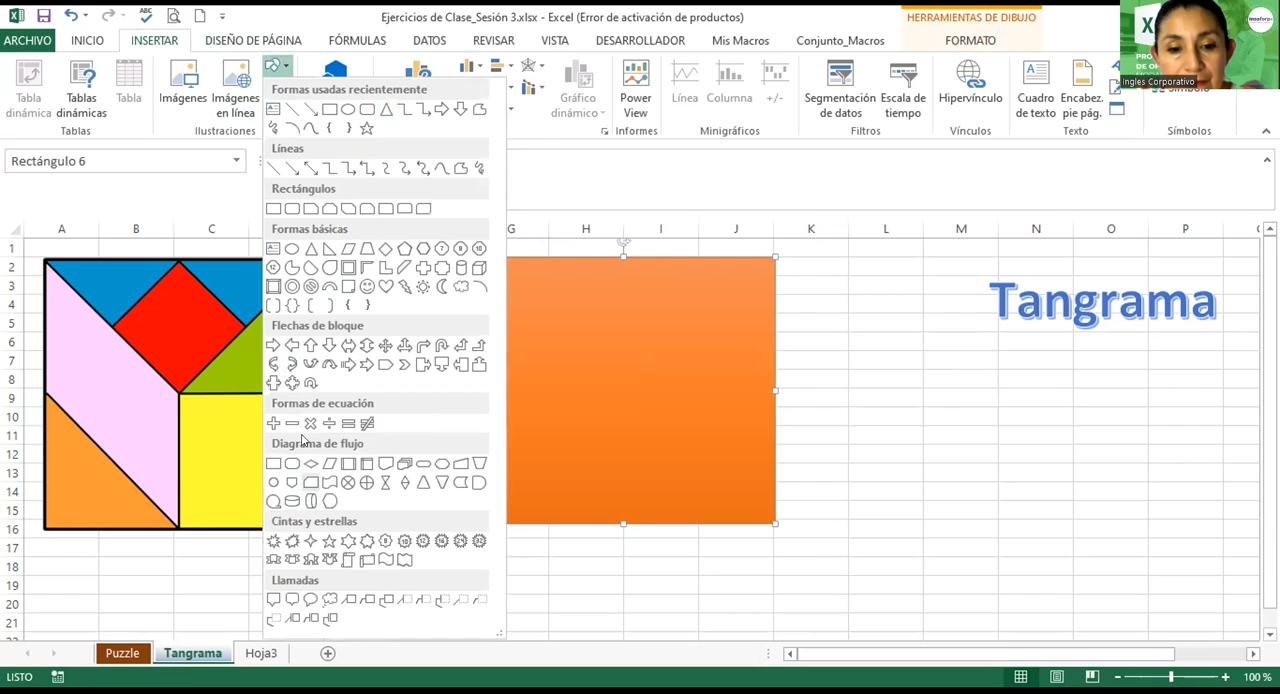 Ejercicios de Clase_Sesión 3.xlsx - Excel (Error de activación de productos)
HERRAMIENTAS DE DIBUJO
ARCHIVO INICIO INSERTAR DISEÑO DE PÁGINA FÓRMULAS DATOS REVISAR VISTA DESARROLLADOR Mis Macros Conjunto_Macros FORMATO
Ingles Corporativo
Tabla dinámica
Tablas dinámicas
Tabla
Tablas
Imágenes
Imágenes en línea
Ilustraciones
Gráfico dinámico
Power View
Informes
Línea
Columna
+/-
Minigráficos
Segmentación de datos
Escala de tiempo
Filtros
Hipervínculo
Vínculos
Cuadro de texto
Encabez. pie pág.
Texto
Símbolo
Símbolos
Rectángulo 6
Formas usadas recientemente
Líneas
Rectángulos
Formas básicas
Flechas de bloque
Formas de ecuación
Diagrama de flujo
Cintas y estrellas
Llamadas
A B C G H I J K L M N O P
1
2
3
4
5
6
7
8
9
10
11
12
13
14
15
16
17
18
19
20
21
Tangrama
Puzzle Tangrama Hoja3
LISTO
100 %